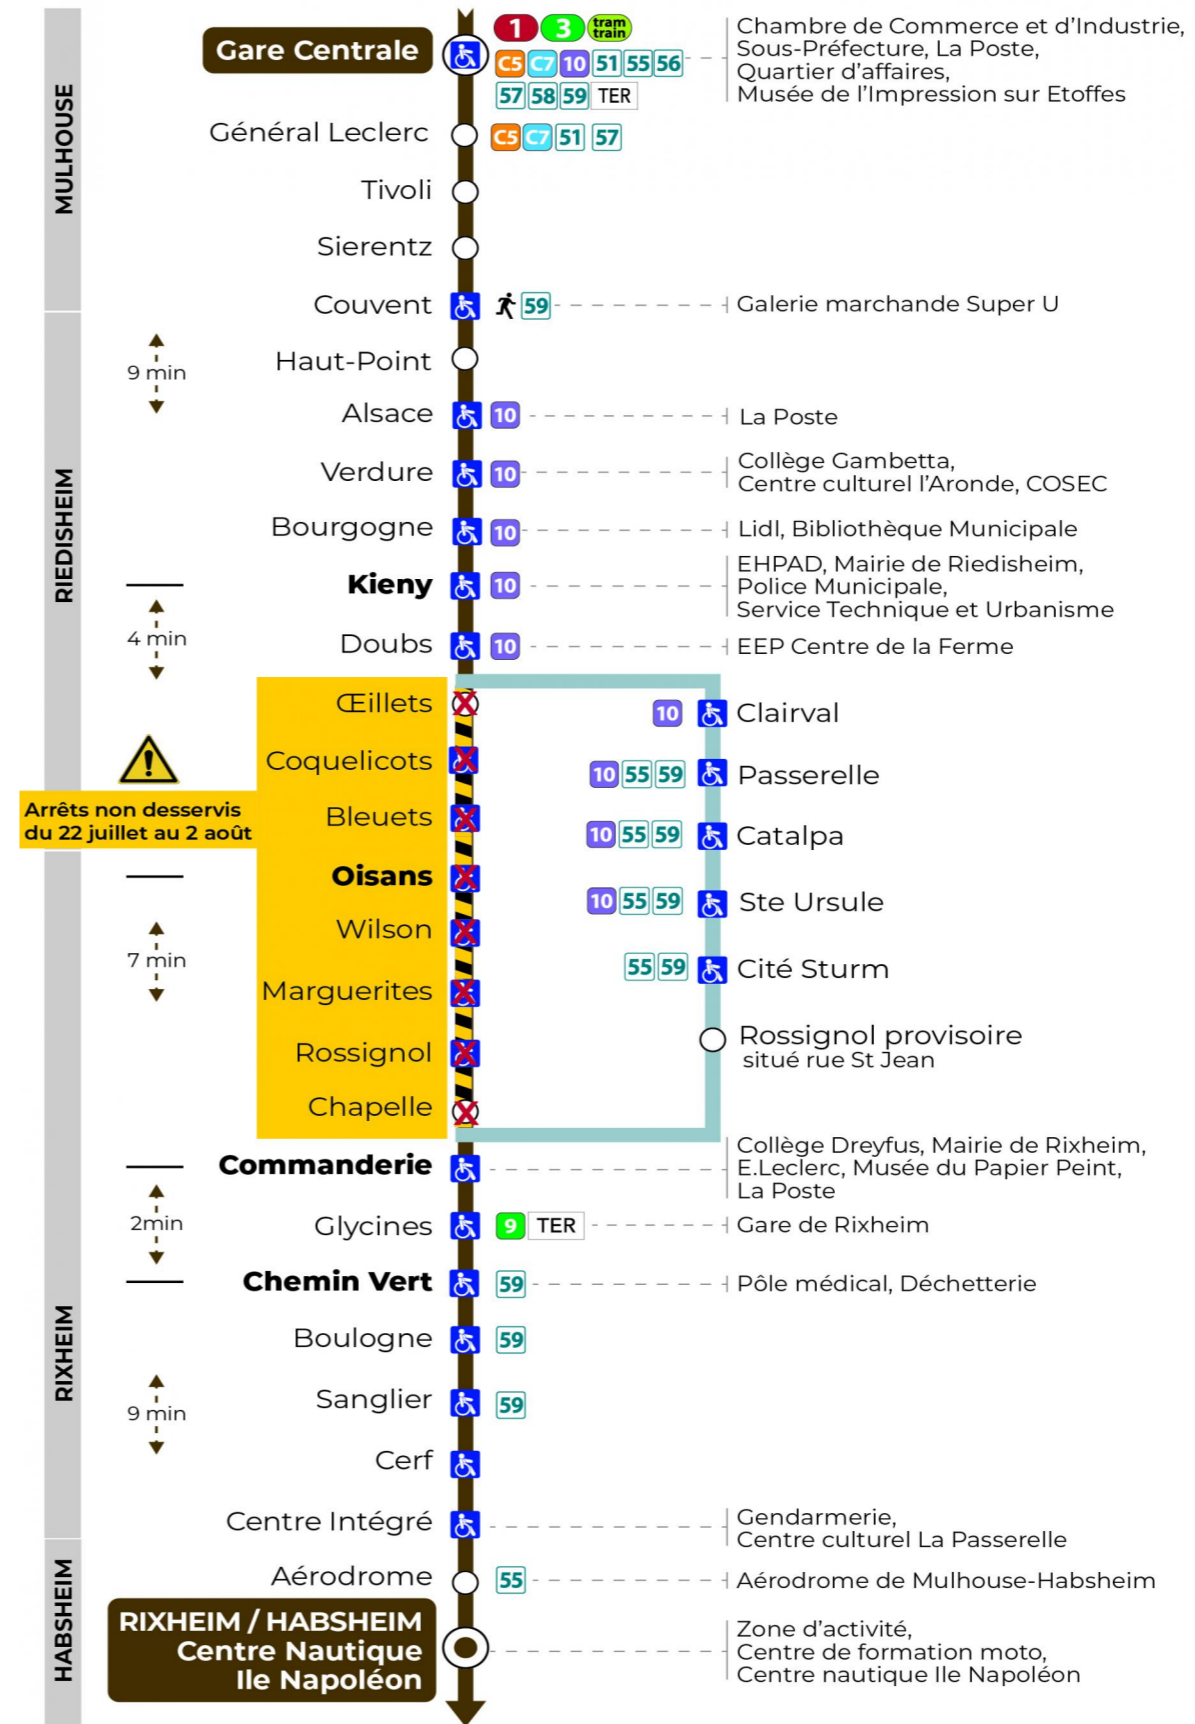 MULHOUSE
Gare Centrale
1 3 tram train
C5 C7 10 51 55 56
57 58 59 TER
Chambre de Commerce et d'Industrie,
Sous-Préfecture, La Poste,
Quartier d'affaires,
Musée de l'Impression sur Etoffes
Général Leclerc C5 C7 51 57
Tivoli
Sierentz
Couvent 59 Galerie marchande Super U
RIEDISHEIM
9 min
Haut-Point
Alsace 10 La Poste
Verdure 10
Collège Gambetta,
Centre culturel l'Aronde, COSEC
Bourgogne 10 Lidl, Bibliothèque Municipale
Kieny 10
EHPAD, Mairie de Riedisheim,
Police Municipale,
Service Technique et Urbanisme
4 min
Doubs 10 EEP Centre de la Ferme
Œillets
Coquelicots
Bleuets
Arrêts non desservis
du 22 juillet au 2 août
Oisans
Wilson
7 min
Marguerites
Rossignol
Chapelle
10 Clairval
10 55 59 Passerelle
10 55 59 Catalpa
10 55 59 Ste Ursule
55 59 Cité Sturm
Rossignol provisoire
situé rue St Jean
RIXHEIM
Commanderie
Collège Dreyfus, Mairie de Rixheim,
E.Leclerc, Musée du Papier Peint,
La Poste
2min
Glycines 9 TER Gare de Rixheim
Chemin Vert 59 Pôle médical, Déchetterie
Boulogne 59
Sanglier 59
9 min
Cerf
Centre Intégré
Gendarmerie,
Centre culturel La Passerelle
HABSHEIM
Aérodrome 55 Aérodrome de Mulhouse-Habsheim
RIXHEIM / HABSHEIM
Centre Nautique
Ile Napoléon
Zone d'activité,
Centre de formation moto,
Centre nautique Ile Napoléon